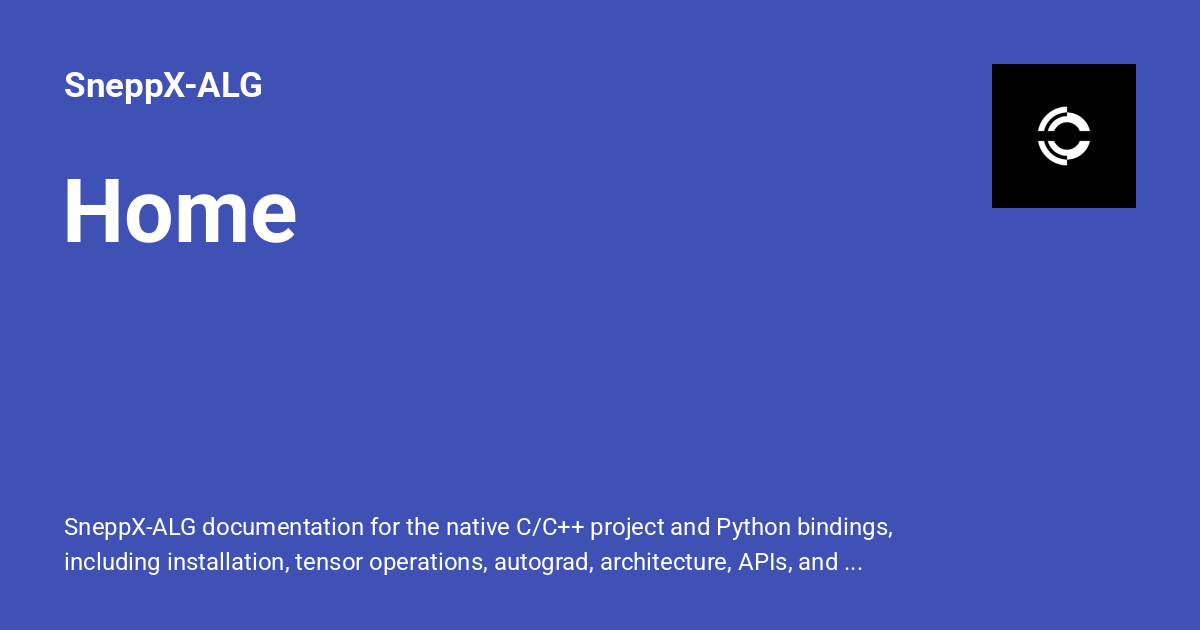 SneppX-ALG
Home
SneppX-ALG documentation for the native C/C++ project and Python bindings,
including installation, tensor operations, autograd, architecture, APIs, and ...